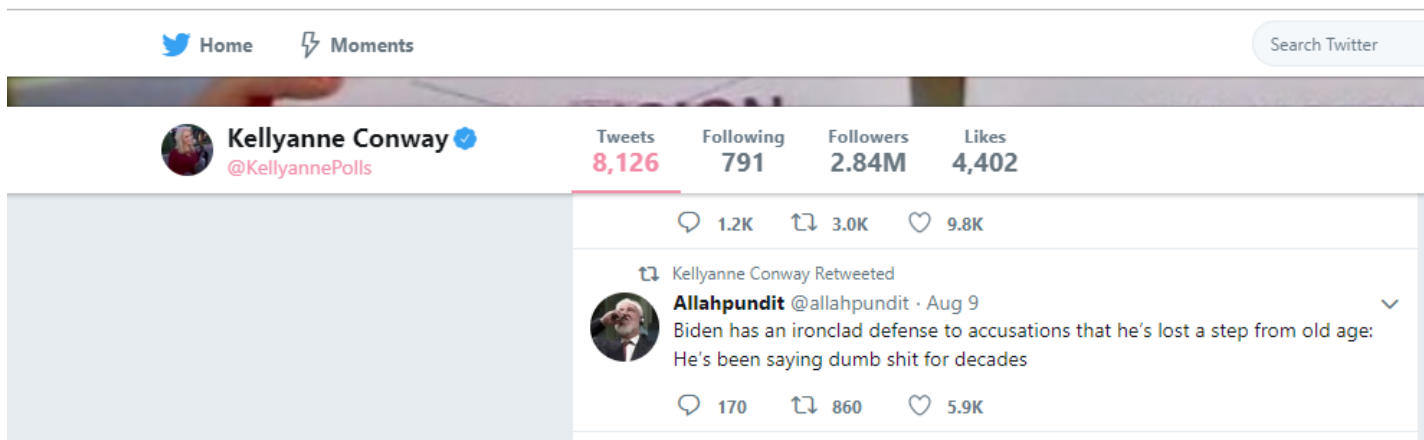 Home Moments Search Twitter
Kellyanne Conway
@KellyannePolls
Tweets Following Followers Likes
8,126 791 2.84M 4,402
1.2K 3.0K 9.8K
Kellyanne Conway Retweeted
Allahpundit @allahpundit · Aug 9
Biden has an ironclad defense to accusations that he’s lost a step from old age:
He’s been saying dumb shit for decades
170 860 5.9K